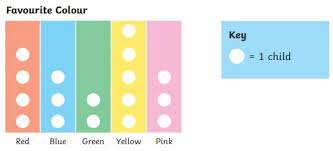 Favourite Colour
Key
= 1 child
Red Blue Green Yellow Pink